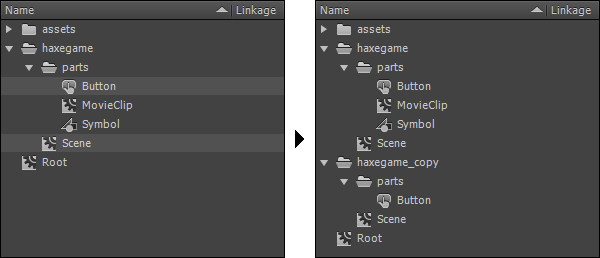 Name Linkage
assets
haxegame
parts
Button
MovieClip
Symbol
Scene
Root
Name Linkage
assets
haxegame
parts
Button
MovieClip
Symbol
Scene
haxegame_copy
parts
Button
Scene
Root